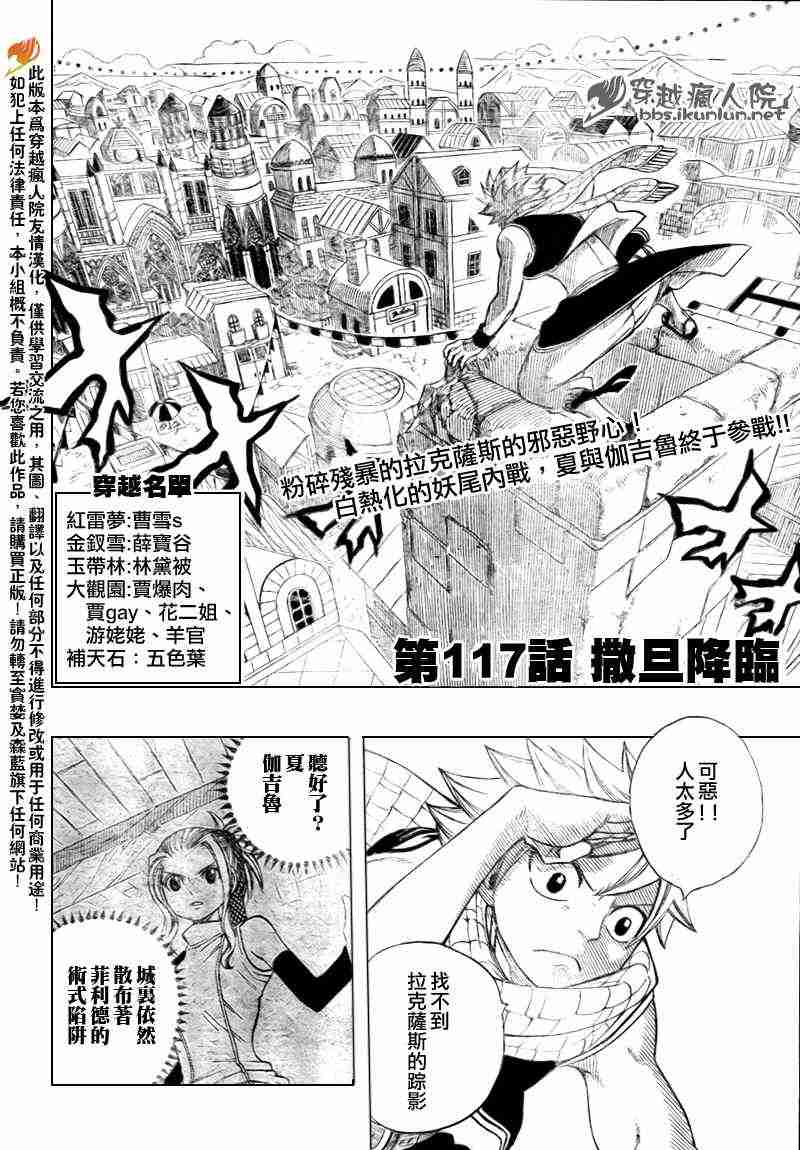 此版本爲穿越瘋人院友情漢化，僅供學習交流之用，其圖、翻譯以及任何部分不得進行修改或用于任何商業用途！
如犯上任何法律責任，本小組概不負責。若您喜歡此作品，請購買正版！請勿轉至貪婪及森藍旗下任何網站！
穿越瘋人院
bbs.ikunlun.net
粉碎殘暴的拉克薩斯的邪惡野心！
白熱化的妖尾內戰，夏與伽吉魯終于參戰!!
穿越名單
紅雷夢:曹雪s
金釵雪:薛寶谷
玉帶林:林黛被
大觀園:賈爆肉、
賈gay、花二姐、
游姥姥、羊官
補天石：五色葉
第117話 撒旦降臨
可惡!!
人太多了
找不到
拉克薩斯的踪影
聽好了?
夏
伽吉魯
城裏依然
散布著
菲利德的
術式陷阱